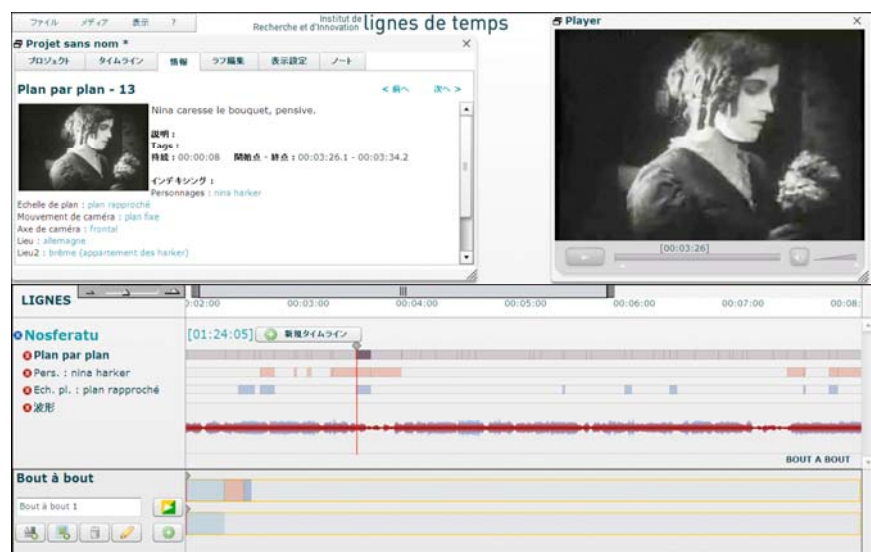 ファイル メディア 表示 ?
Institut de
Recherche et d'Innovation
lignes de temps
Player
Projet sans nom *
プロジェクト タイムライン 情報 ラフ編集 表示設定 ノート
Plan par plan - 13
< 前へ 次へ >
Nina caresse le bouquet, pensive.
説明 :
Tags :
持続 : 00:00:08 開始点 - 終点 : 00:03:26.1 - 00:03:34.2
インデキシング :
Personnages : nina harker
Echelle de plan : plan rapproché
Mouvement de caméra : plan fixe
Axe de caméra : frontal
Lieu : allemagne
Lieu2 : brême (appartement des harker)
[00:03:26]
LIGNES
0:02:00 00:03:00 00:04:00 00:05:00 00:06:00 00:07:00 00:08:
Nosferatu
[01:24:05] 新規タイムライン
Plan par plan
Pers. : nina harker
Ech. pl. : plan rapproché
波形
BOUT A BOUT
Bout à bout
Bout à bout 1